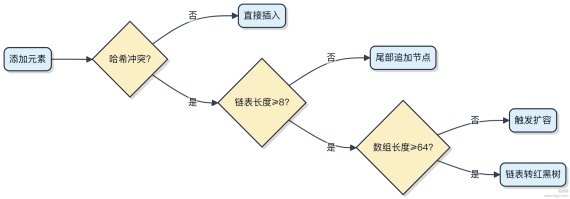 添加元素
哈希冲突?
否
直接插入
是
链表长度≥8?
否
尾部追加节点
是
数组长度≥64?
否
触发扩容
是
链表转红黑树